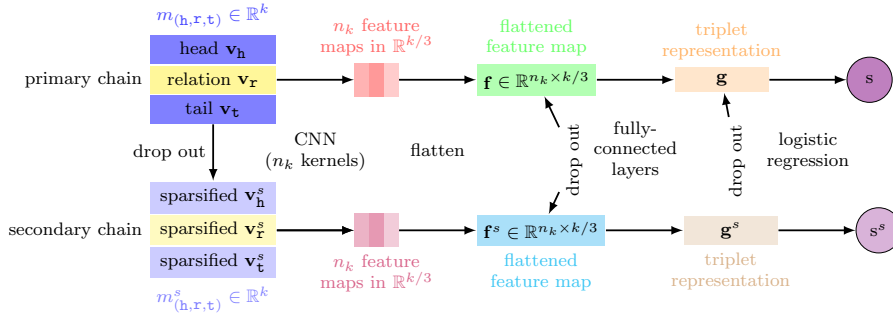 m_(h,r,t) ∈ ℝ^k
n_k feature
maps in ℝ^{k/3}
flattened
feature map
triplet
representation
head v_h
primary chain
relation v_r
f ∈ ℝ^{n_k×k/3}
g
s
tail v_t
drop out
CNN
(n_k kernels)
flatten
drop out
fully-
connected
layers
drop out
logistic
regression
sparsified v_h^s
secondary chain
sparsified v_r^s
f^s ∈ ℝ^{n_k×k/3}
g^s
s^s
sparsified v_t^s
n_k feature
maps in ℝ^{k/3}
flattened
feature map
triplet
representation
m^s_(h,r,t) ∈ ℝ^k